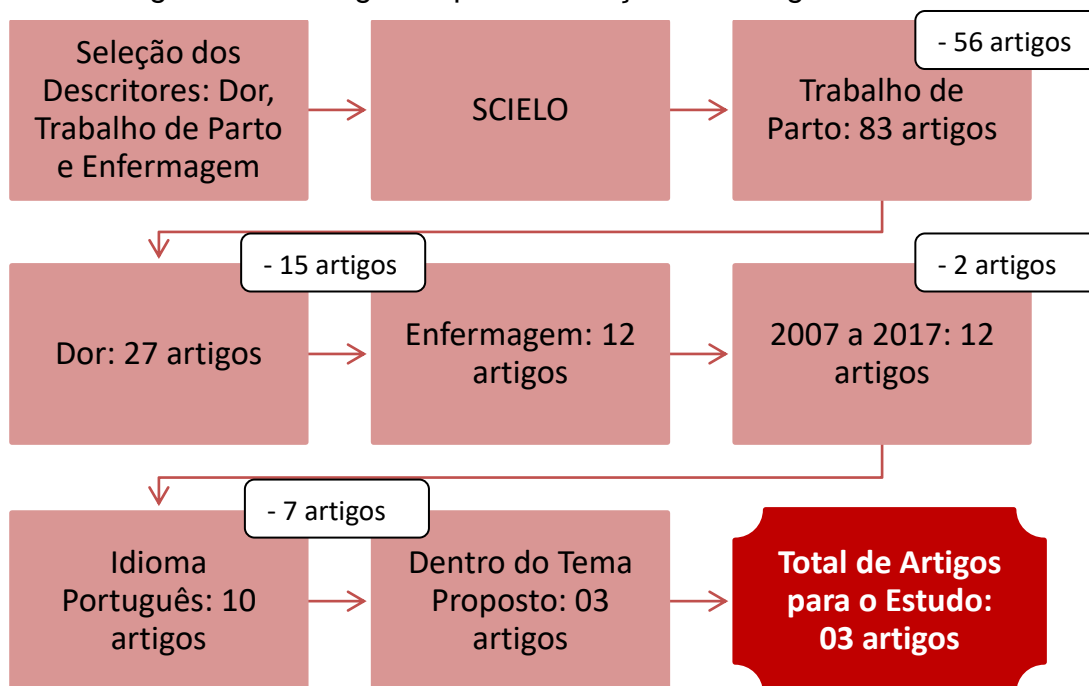 Seleção dos
Descritores: Dor,
Trabalho de Parto
e Enfermagem
SCIELO
- 56 artigos
Trabalho de
Parto: 83 artigos
- 15 artigos
Dor: 27 artigos
Enfermagem: 12
artigos
- 2 artigos
2007 a 2017: 12
artigos
- 7 artigos
Idioma
Português: 10
artigos
Dentro do Tema
Proposto: 03
artigos
Total de Artigos
para o Estudo:
03 artigos